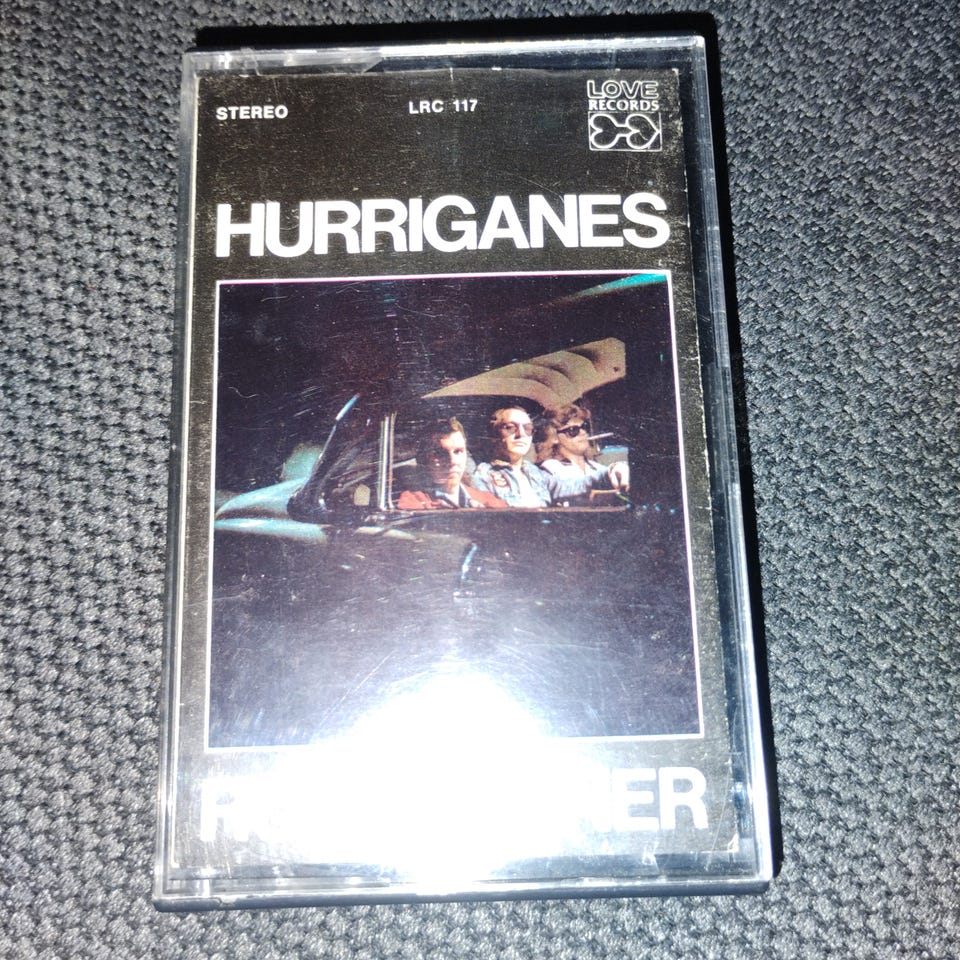 STEREO
LRC 117
LOVE
RECORDS
HURRIGANES